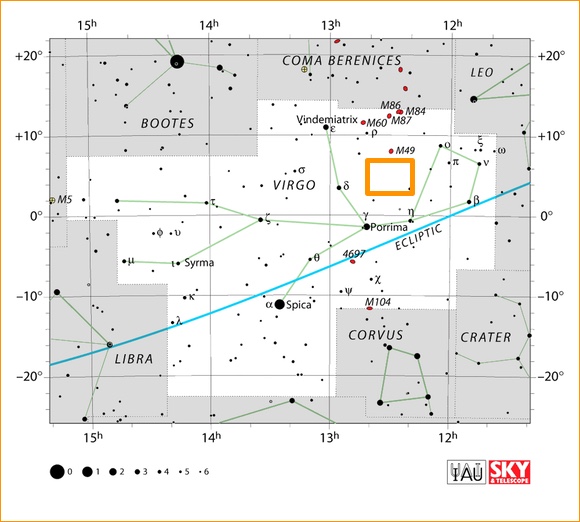 15h 14h 13h 12h
+20° +20°
COMA BERENICES
LEO
M86 M84
M87
M60
BOOTES
Vindemiatrix
ε ρ
+10° +10°
M49
ο π ξ ν ω
σ
VIRGO
δ
M5
τ
β
0° 0°
ζ γ η
Porrima
ECLIPTIC
φ υ
μ ι Syrma
θ
4697
χ
ψ
κ
−10° −10°
α Spica
M104
λ
LIBRA
CORVUS
CRATER
−20° −20°
15h 14h 13h 12h
0 1 2 3 4 5 6
IAU
SKY
& TELESCOPE